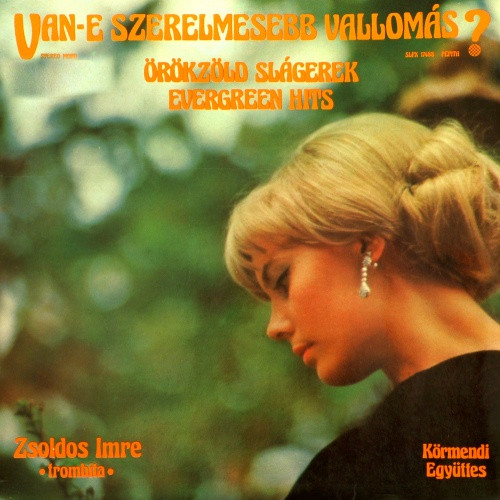 VAN-E SZERELMESEBB VALLOMÁS?
ÖRÖKZÖLD SLÁGEREK
EVERGREEN HITS
Zsoldos Imre
• trombita •
Körmendi
Együttes